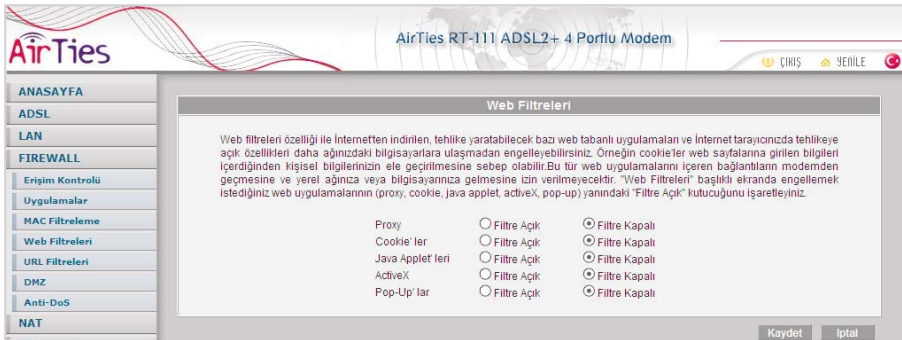 AirTies
AirTies RT-111 ADSL2+ 4 Portlu Modem
ÇIKIŞ YENİLE
ANASAYFA
ADSL
LAN
FIREWALL
Erişim Kontrolü
Uygulamalar
MAC Filtreleme
Web Filtreleri
URL Filtreleri
DMZ
Anti-DoS
NAT
Web Filtreleri
Web filtreleri özelliği ile İnternet'ten indirilen, tehlike yaratabilecek bazı web tabanlı uygulamaları ve İnternet tarayıcınızda tehlikeye
açık özellikleri daha ağınızdaki bilgisayarlara ulaşmadan engelleyebilirsiniz. Örneğin cookie'ler web sayfalarına girilen bilgileri
içerdiğinden kişisel bilgilerinizin ele geçirilmesine sebep olabilir.Bu tür web uygulamalarını içeren bağlantıların modemden
geçmesine ve yerel ağınıza veya bilgisayarınıza gelmesine izin verilmeyecektir. "Web Filtreleri" başlıklı ekranda engellemek
istediğiniz web uygulamalarının (proxy, cookie, java applet, activeX, pop-up) yanındaki "Filtre Açık" kutucuğunu işaretleyiniz.
Proxy Filtre Açık Filtre Kapalı
Cookie' ler Filtre Açık Filtre Kapalı
Java Applet' leri Filtre Açık Filtre Kapalı
ActiveX Filtre Açık Filtre Kapalı
Pop-Up' lar Filtre Açık Filtre Kapalı
Kaydet Iptal